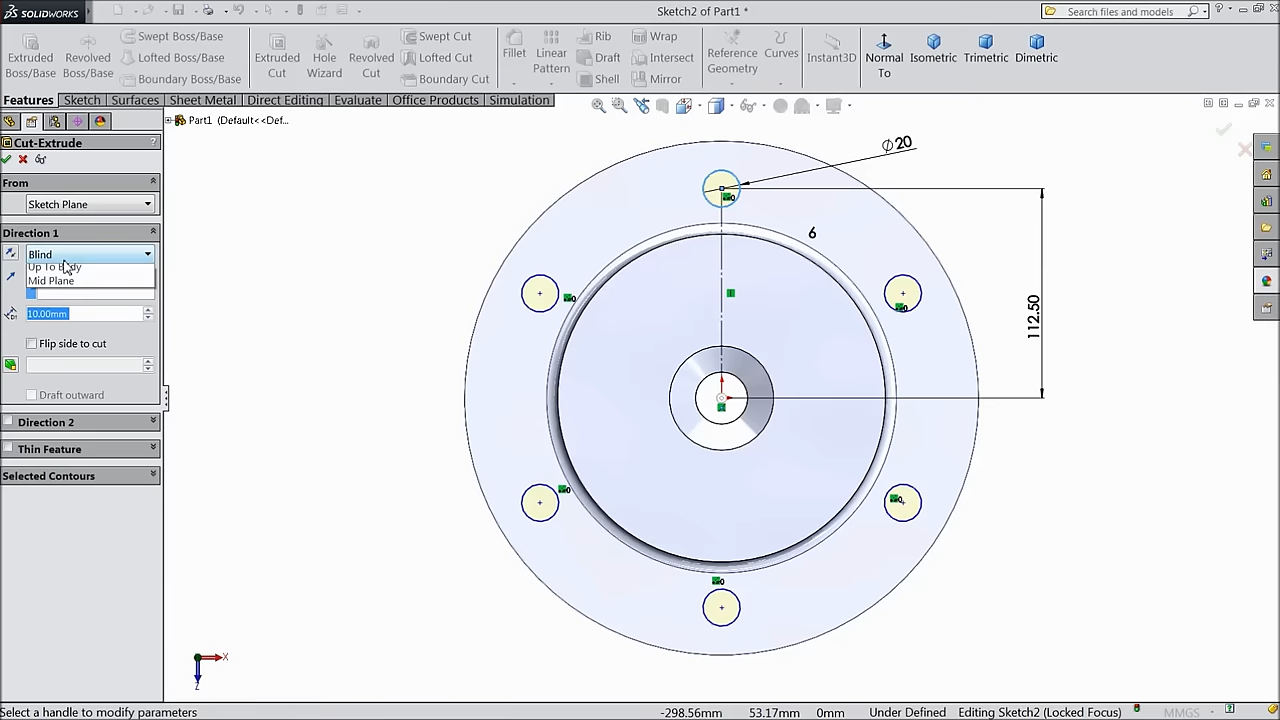 SOLIDWORKS
Sketch2 of Part1 *
Search files and models
Extruded Boss/Base
Revolved Boss/Base
Swept Boss/Base
Lofted Boss/Base
Boundary Boss/Base
Extruded Cut
Hole Wizard
Revolved Cut
Swept Cut
Lofted Cut
Boundary Cut
Fillet
Linear Pattern
Rib
Draft
Shell
Wrap
Intersect
Mirror
Reference Geometry
Curves
Instant3D
Normal To
Isometric
Trimetric
Dimetric
Features Sketch Surfaces Sheet Metal Direct Editing Evaluate Office Products Simulation
Part1 (Default<<Def...
Cut-Extrude
?
From
Sketch Plane
Direction 1
Blind
Up To Body
Mid Plane
10.00mm
Flip side to cut
Draft outward
Direction 2
Thin Feature
Selected Contours
Ø20
6
112.50
X
Z
Select a handle to modify parameters
-298.56mm 53.17mm 0mm Under Defined Editing Sketch2 (Locked Focus) MMGS